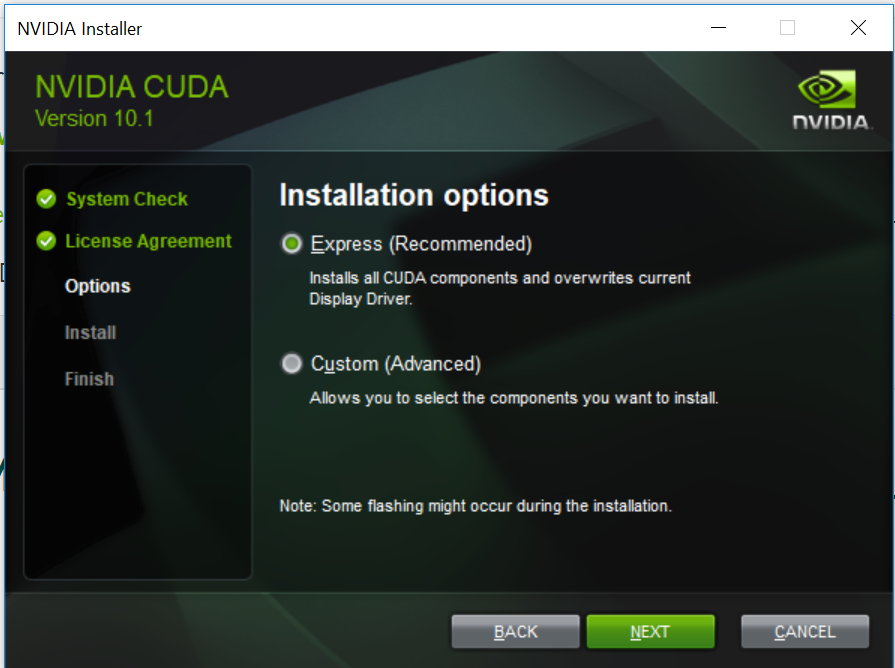 NVIDIA Installer
NVIDIA CUDA
Version 10.1
nVIDIA.
System Check
License Agreement
Options
Install
Finish
Installation options
Express (Recommended)
Installs all CUDA components and overwrites current
Display Driver.
Custom (Advanced)
Allows you to select the components you want to install.
Note: Some flashing might occur during the installation.
BACK
NEXT
CANCEL